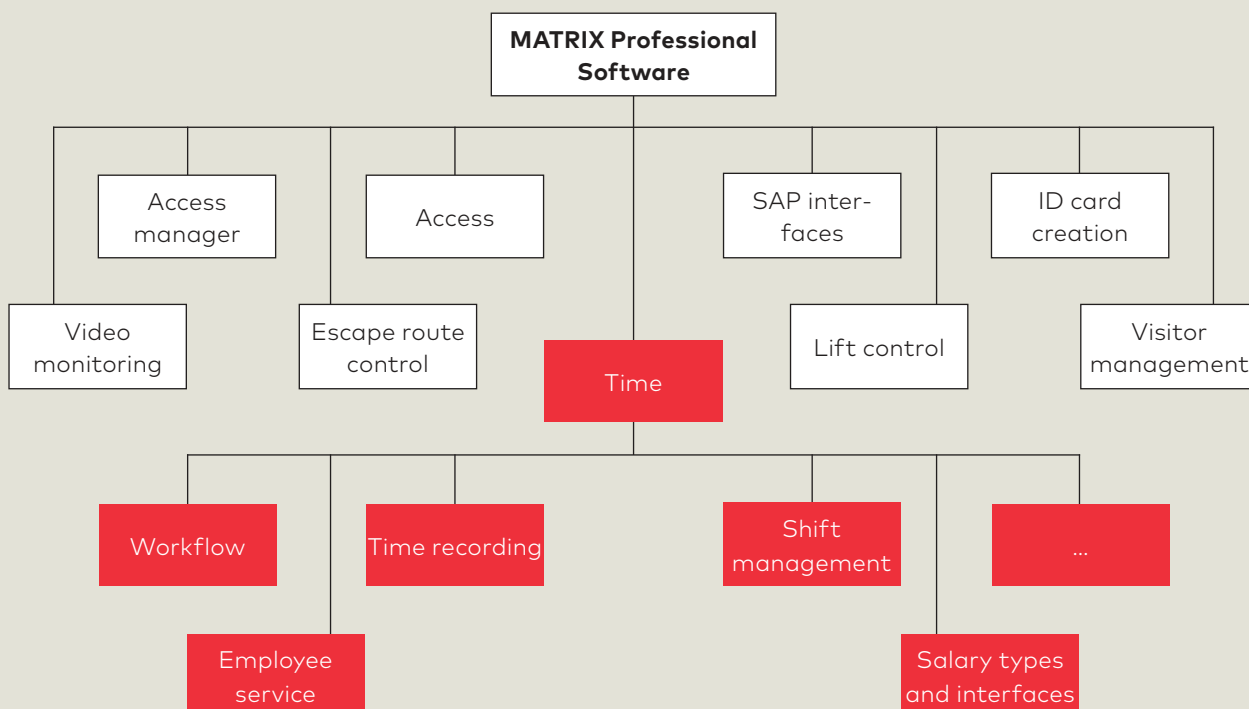 MATRIX Professional
Software
Access
manager
Access
SAP inter-
faces
ID card
creation
Video
monitoring
Escape route
control
Time
Lift control
Visitor
management
Workflow
Time recording
Shift
management
...
Employee
service
Salary types
and interfaces